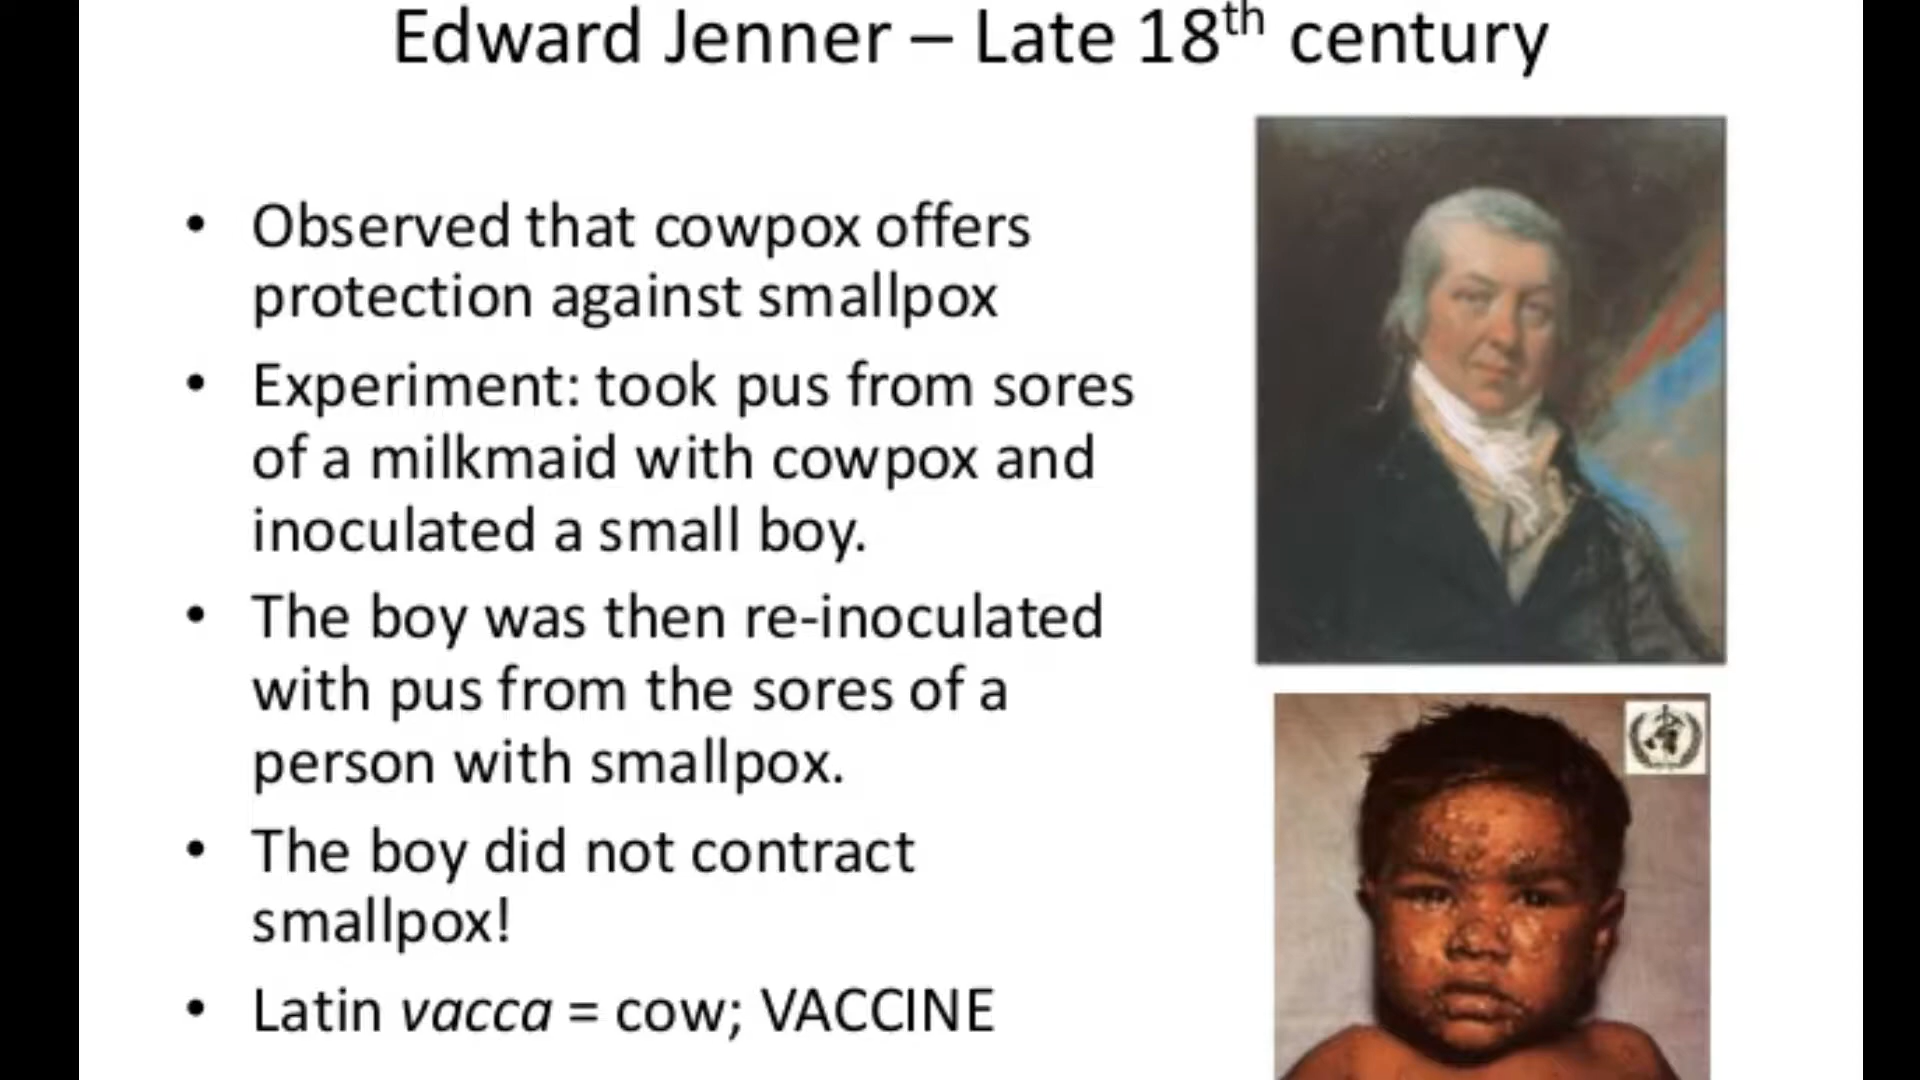 Edward Jenner – Late 18th century
• Observed that cowpox offers
protection against smallpox
• Experiment: took pus from sores
of a milkmaid with cowpox and
inoculated a small boy.
• The boy was then re-inoculated
with pus from the sores of a
person with smallpox.
• The boy did not contract
smallpox!
• Latin vacca = cow; VACCINE